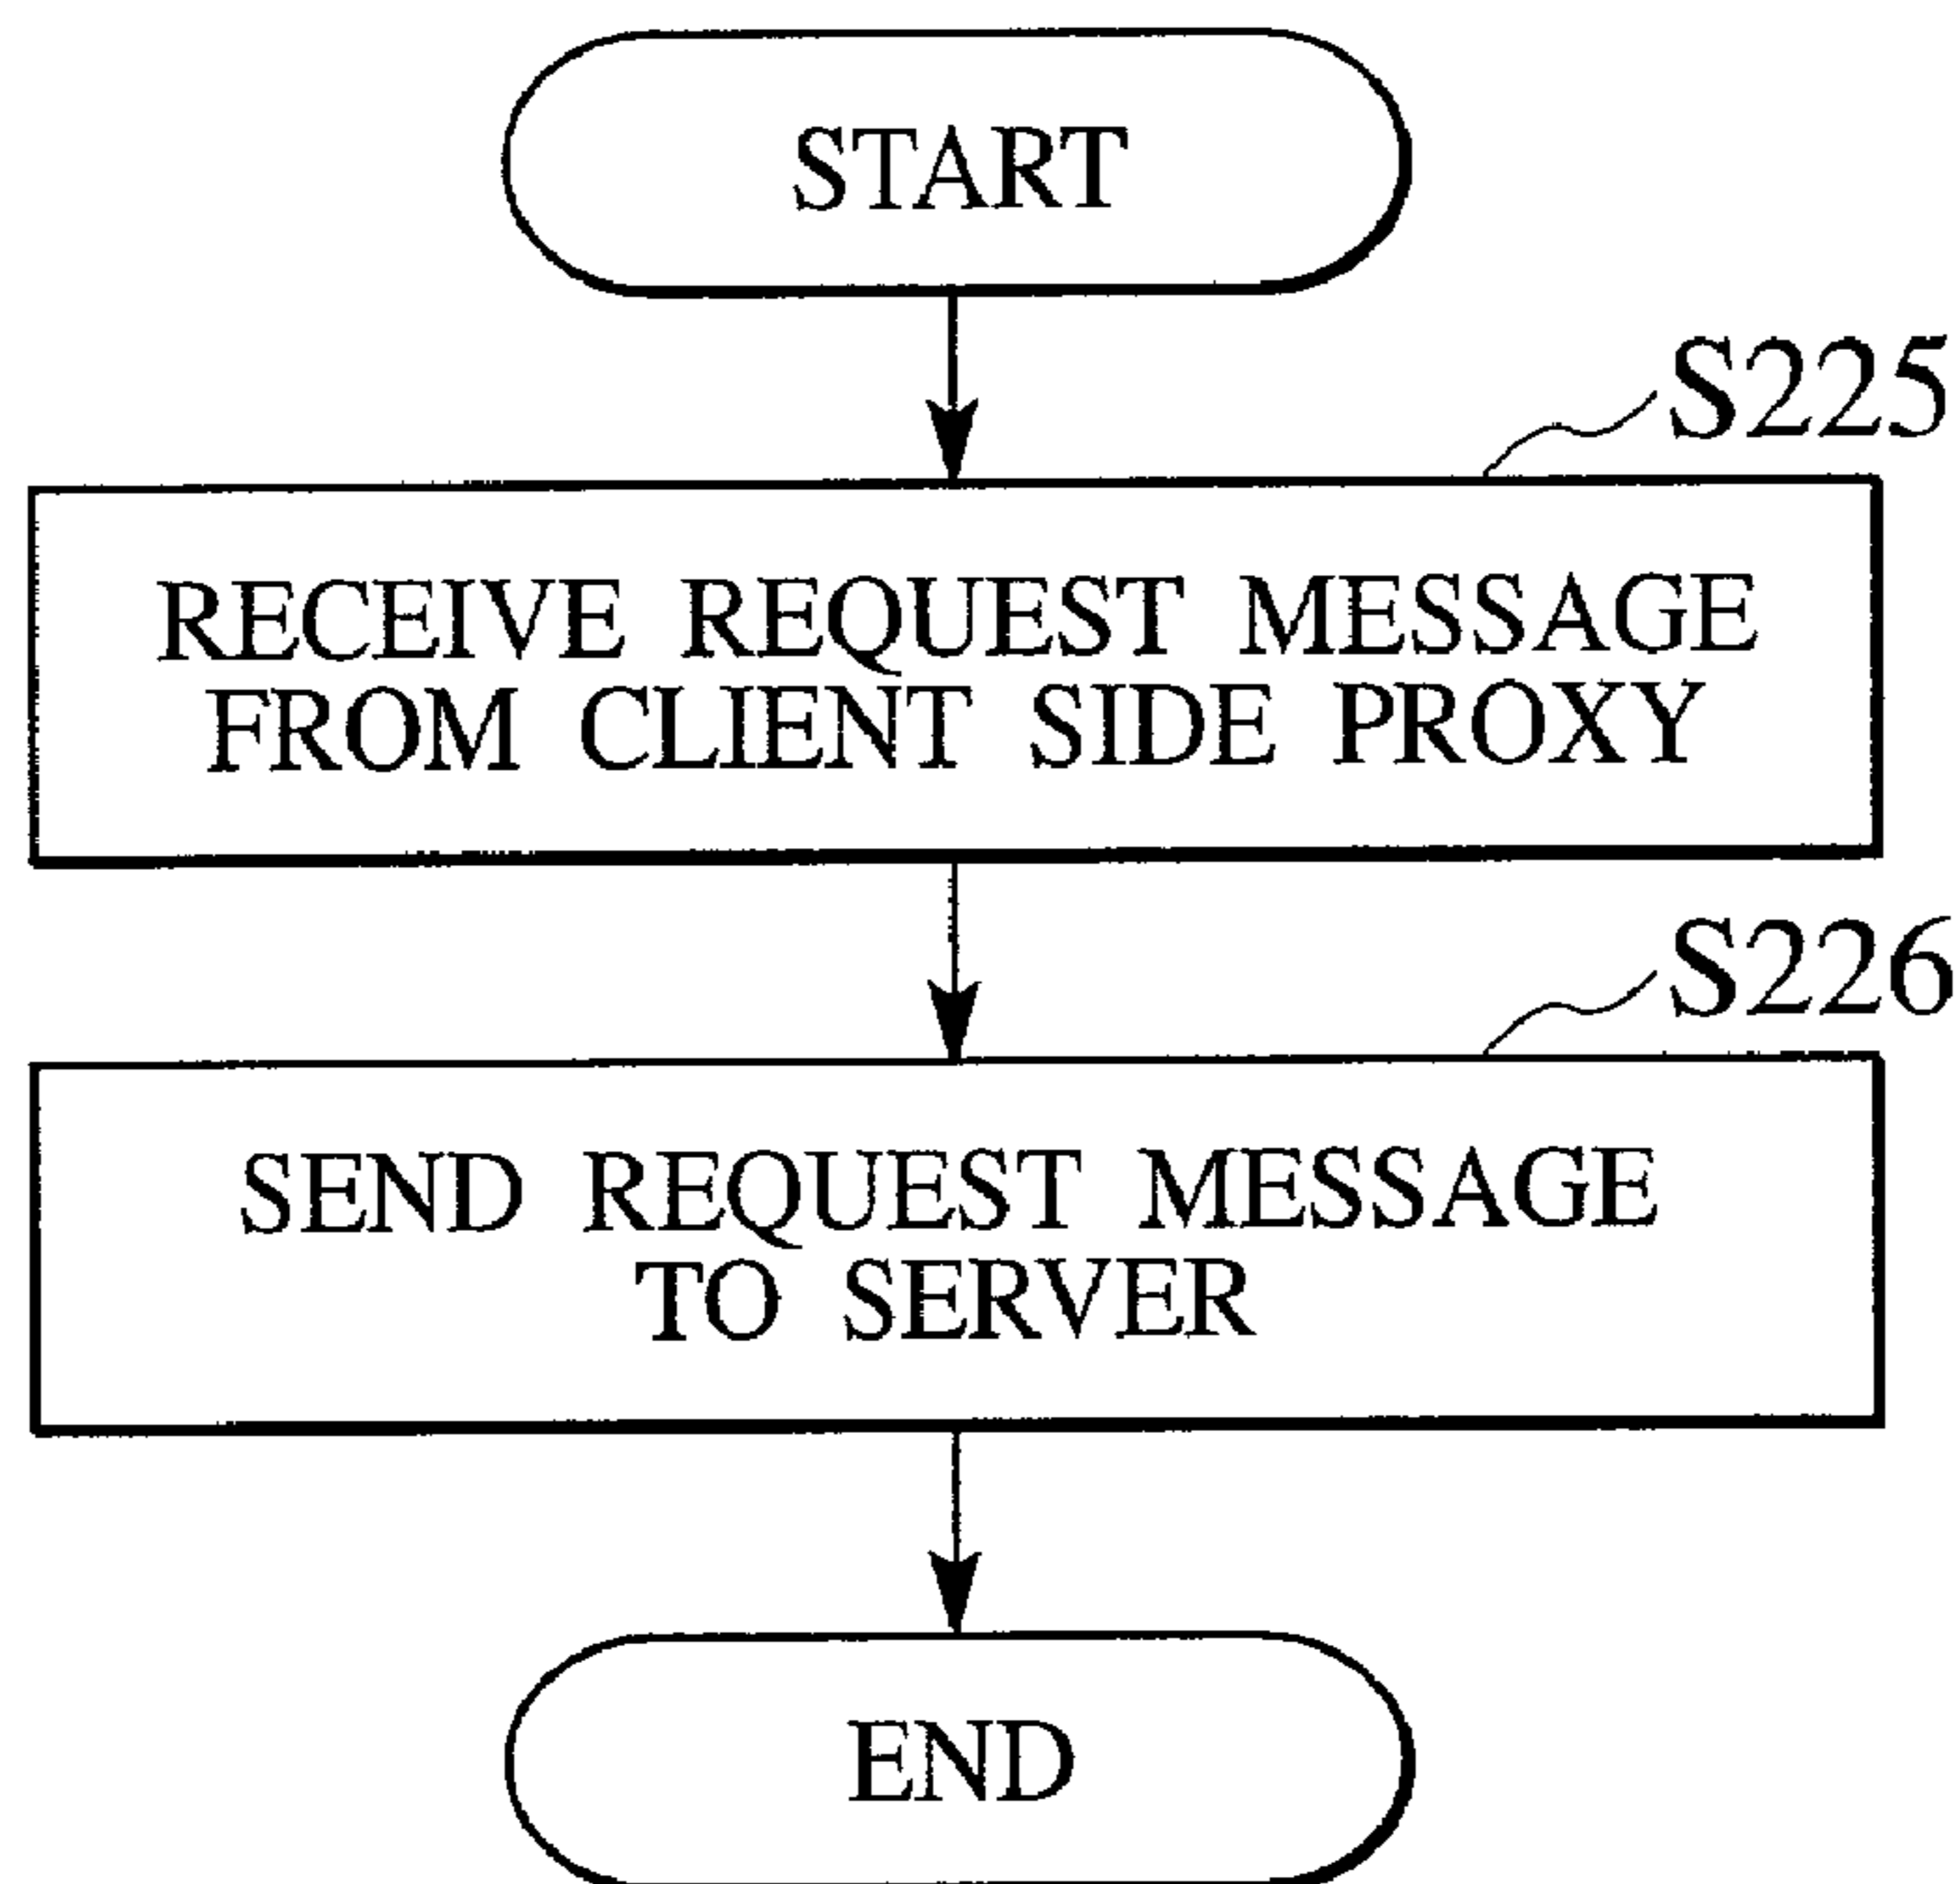 START
S225
RECEIVE REQUEST MESSAGE
FROM CLIENT SIDE PROXY
S226
SEND REQUEST MESSAGE
TO SERVER
END